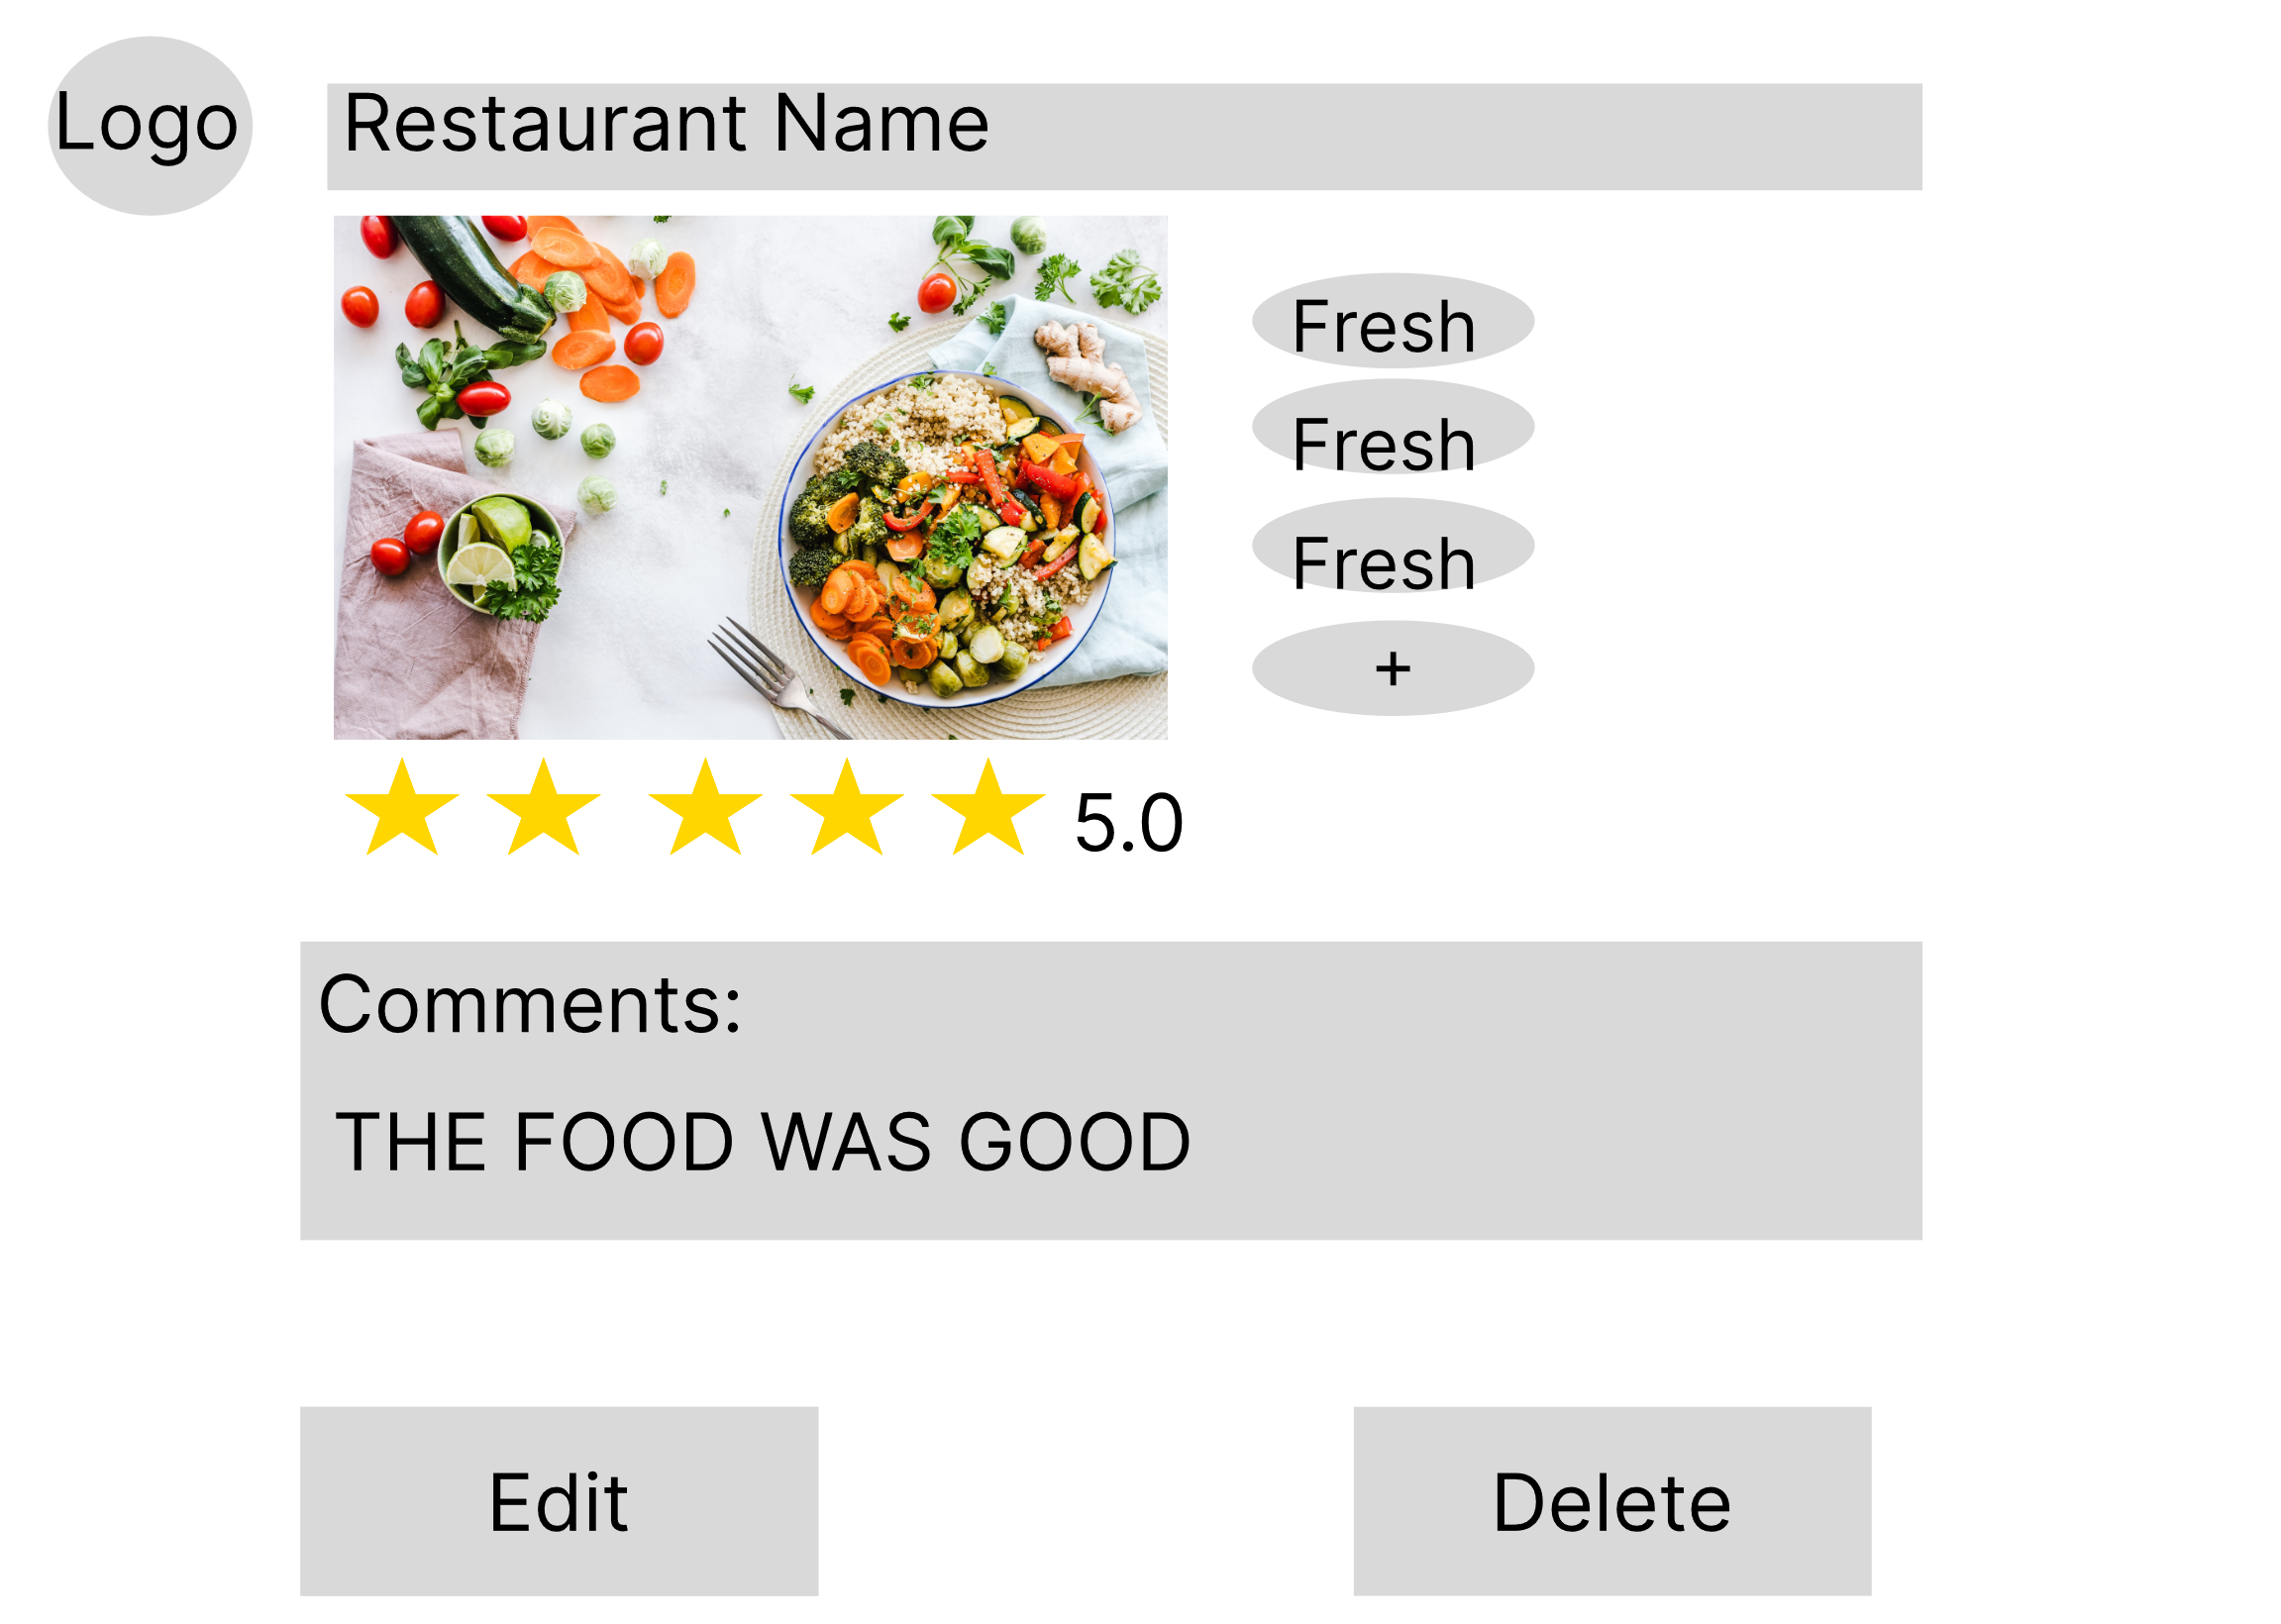 Logo
Restaurant Name
Fresh
Fresh
Fresh
+
5.0
Comments:
THE FOOD WAS GOOD
Edit
Delete